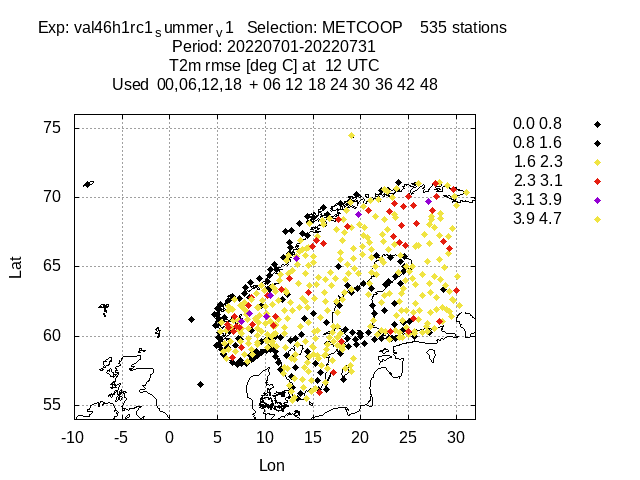 Exp: val46h1rc1summerv1 Selection: METCOOP 535 stations
Period: 20220701-20220731
T2m rmse [deg C] at 12 UTC
Used 00,06,12,18 + 06 12 18 24 30 36 42 48
0.0 0.8
0.8 1.6
1.6 2.3
2.3 3.1
3.1 3.9
3.9 4.7
75
70
65
60
55
Lat
-10 -5 0 5 10 15 20 25 30
Lon